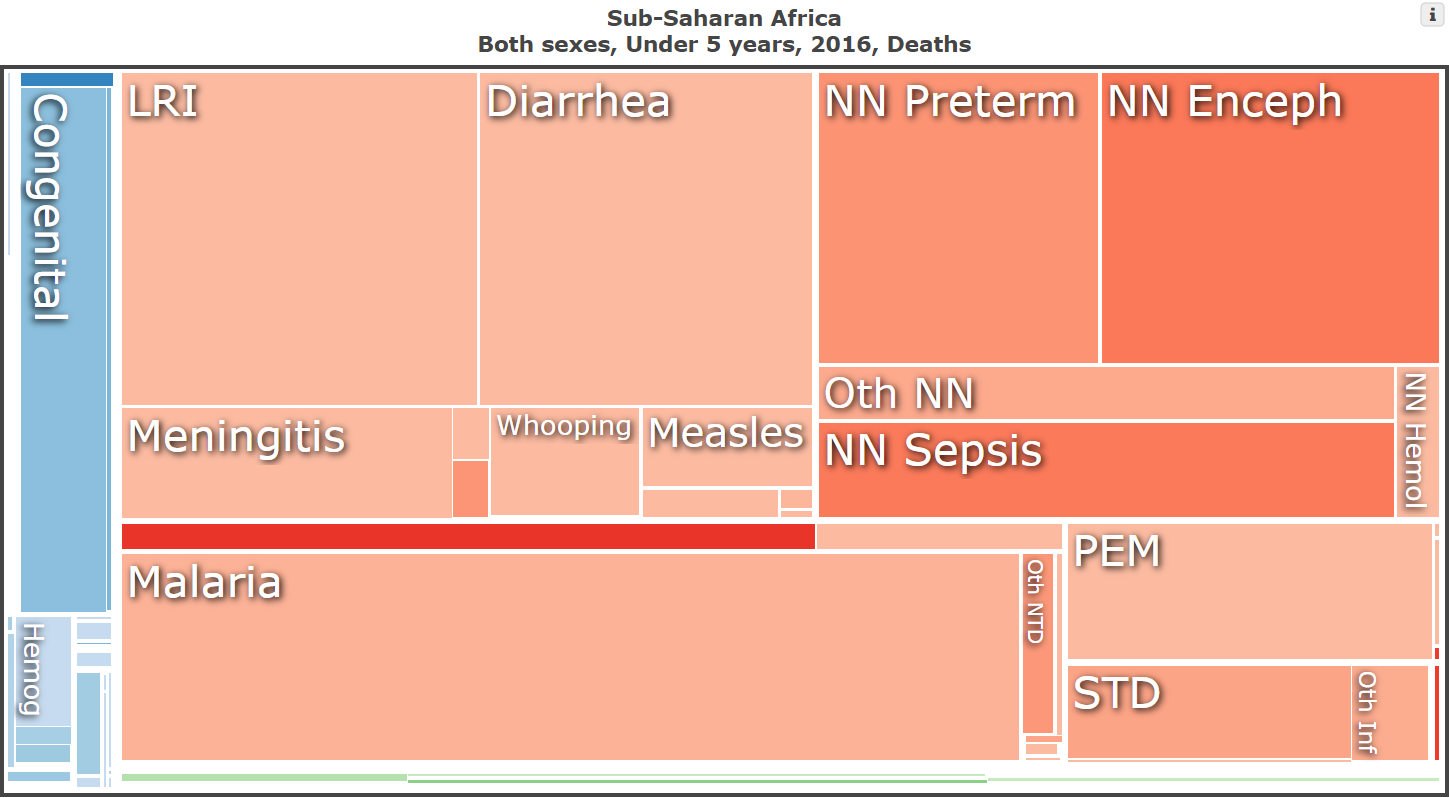 Sub-Saharan Africa
Both sexes, Under 5 years, 2016, Deaths
i
Congenital
LRI
Diarrhea
NN Preterm
NN Enceph
Meningitis
Whooping
Measles
Oth NN
NN Sepsis
NN Hemol
Malaria
Oth NTD
PEM
STD
Oth Inf
Hemog